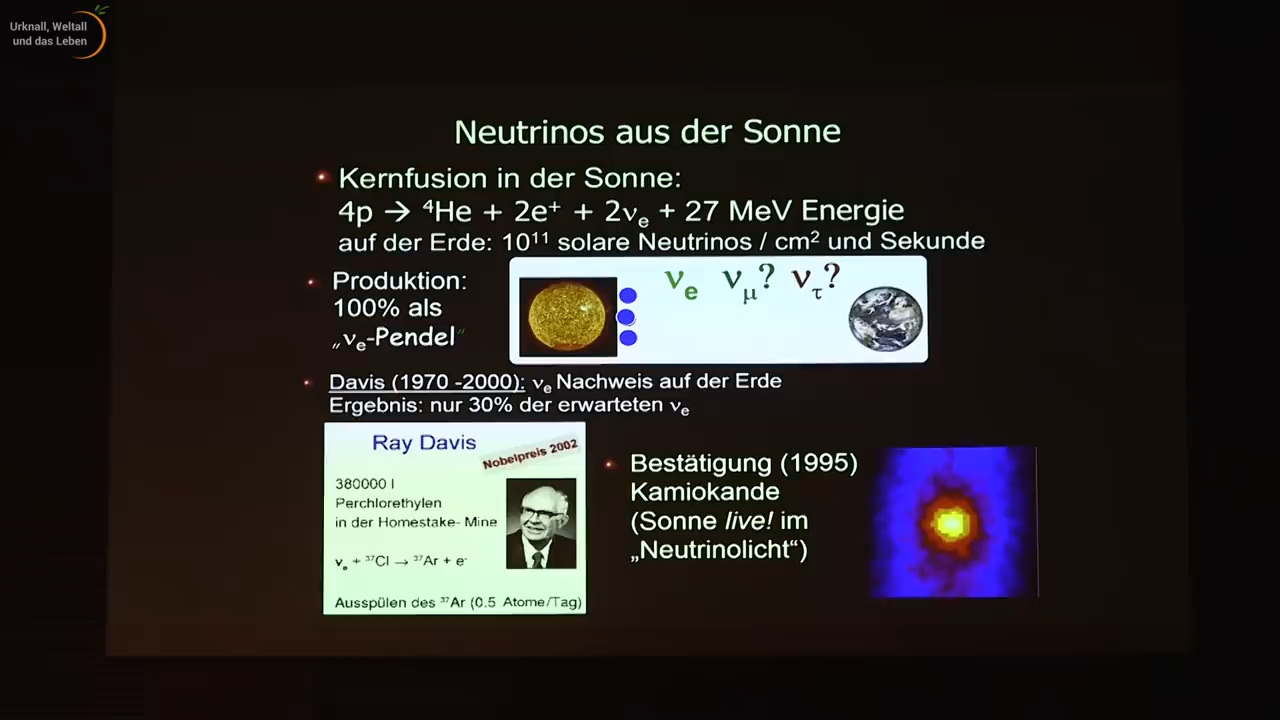 Urknall, Weltall
und das Leben
Neutrinos aus der Sonne
Kernfusion in der Sonne:
4p → ⁴He + 2e⁺ + 2νₑ + 27 MeV Energie
auf der Erde: 10¹¹ solare Neutrinos / cm² und Sekunde
Produktion:
100% als
„νₑ-Pendel“
νₑ ν_μ? ν_τ?
Davis (1970 -2000): νₑ Nachweis auf der Erde
Ergebnis: nur 30% der erwarteten νₑ
Ray Davis
Nobelpreis 2002
380000 l
Perchlorethylen
in der Homestake- Mine
νₑ + ³⁷Cl → ³⁷Ar + e⁻
Ausspülen des ³⁷Ar (0.5 Atome/Tag)
Bestätigung (1995)
Kamiokande
(Sonne live! im
„Neutrinolicht“)